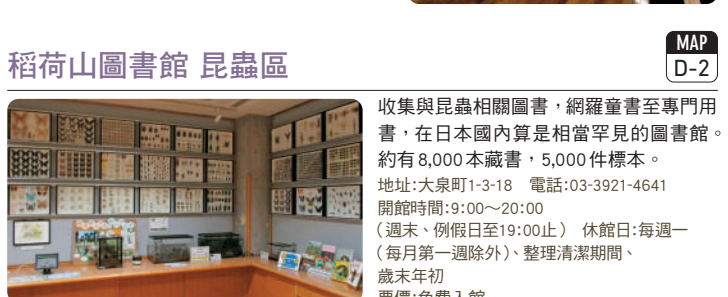 稻荷山圖書館 昆蟲區
MAP
D-2
收集與昆蟲相關圖書，網羅童書至專門用
書，在日本國內算是相當罕見的圖書館。
約有8,000本藏書，5,000件標本。
地址:大泉町1-3-18　電話:03-3921-4641
開館時間:9:00～20:00
（週末、例假日至19:00止）　休館日:每週一
（每月第一週除外）、整理清潔期間、
歲末年初
票價:免費入館